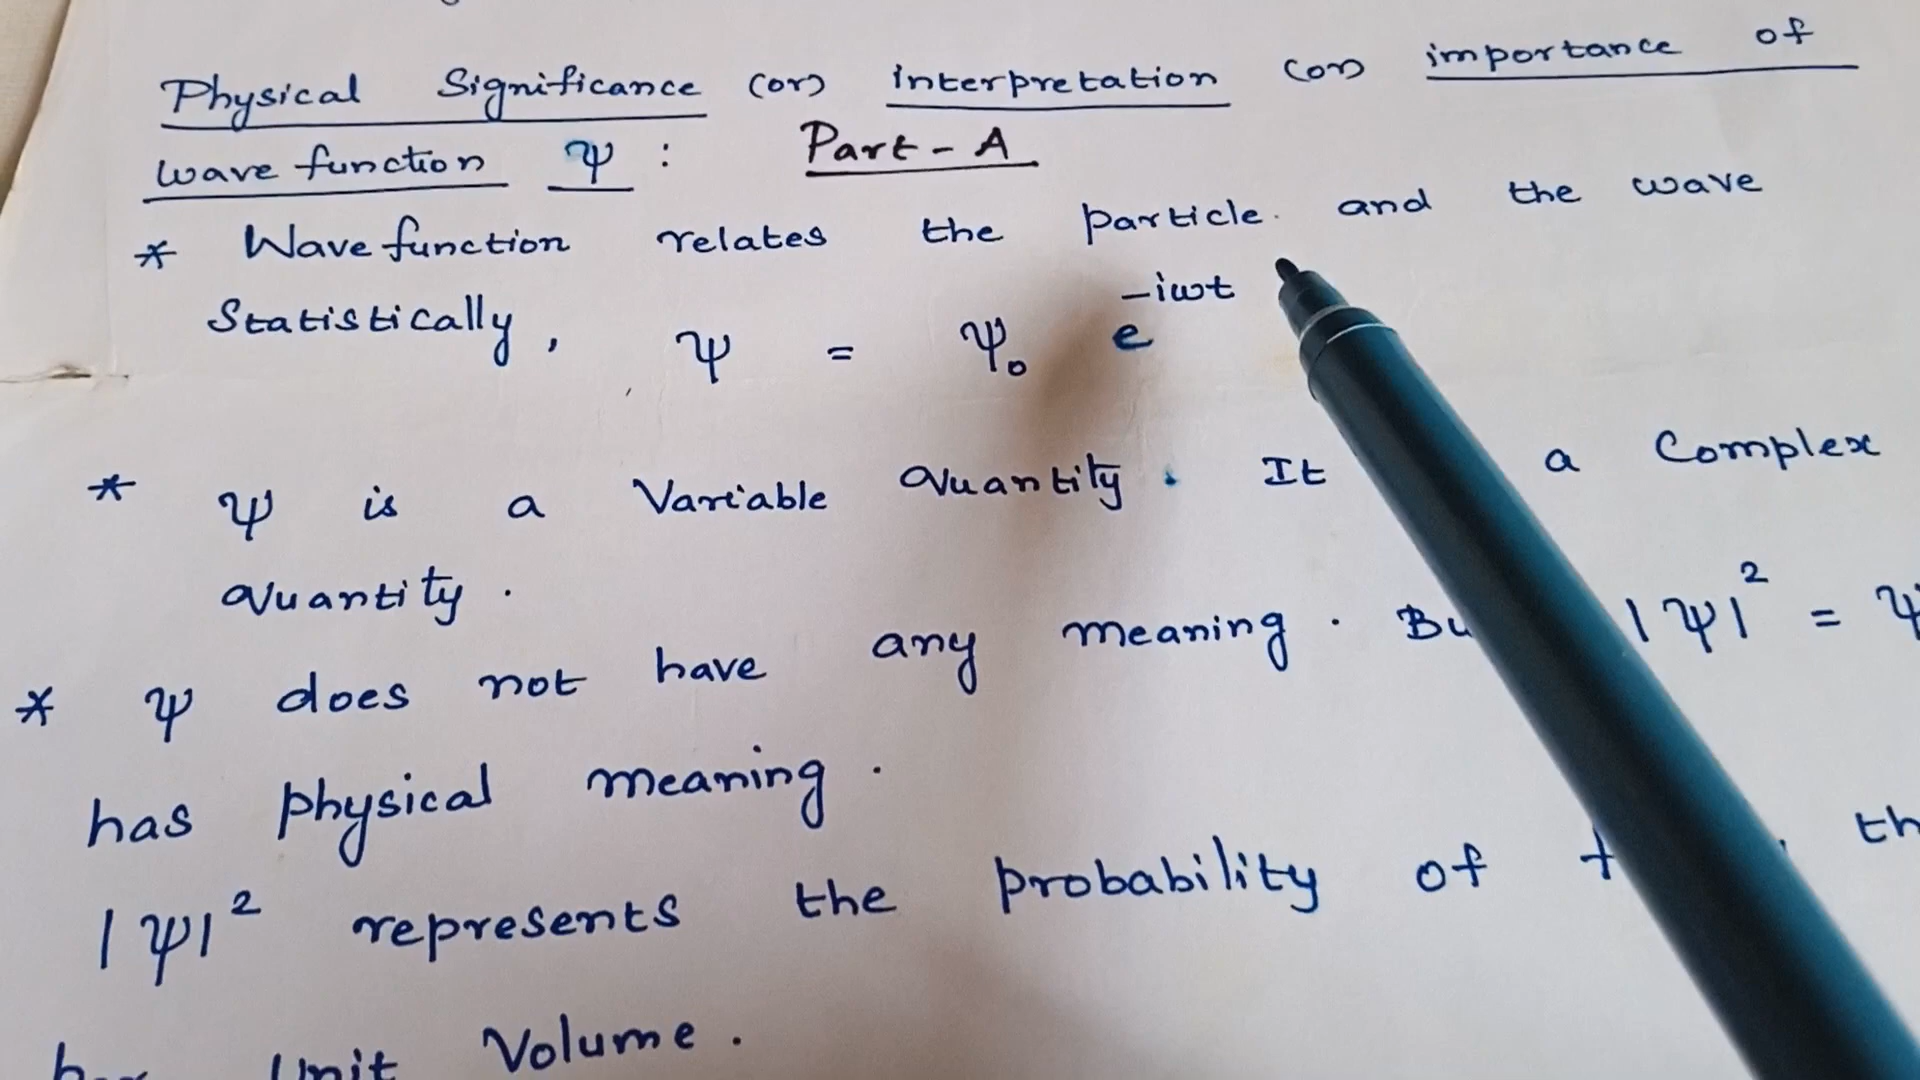 Physical Significance (or) interpretation (or) importance of
wave function ψ : Part - A
* Wave function relates the particle and the wave
Statistically, ψ = ψ₀ e^-iωt
* ψ is a Variable Quantity. It a Complex
Quantity.
* ψ does not have any meaning. |ψ|² = ψ
has physical meaning.
|ψ|² represents the probability of
Unit Volume.